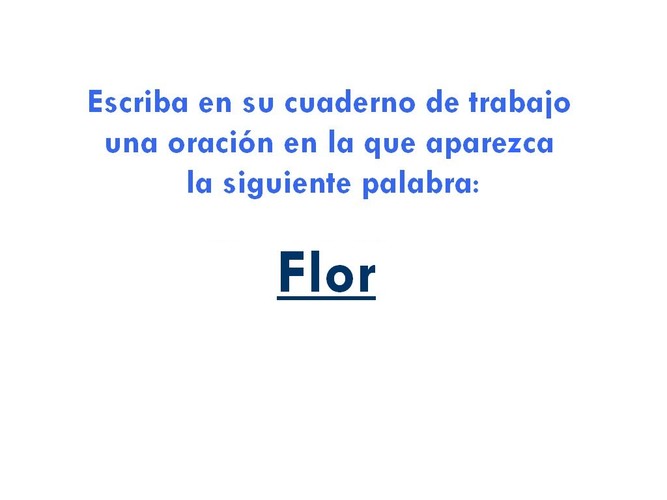 Escriba en su cuaderno de trabajo
una oración en la que aparezca
la siguiente palabra:
Flor